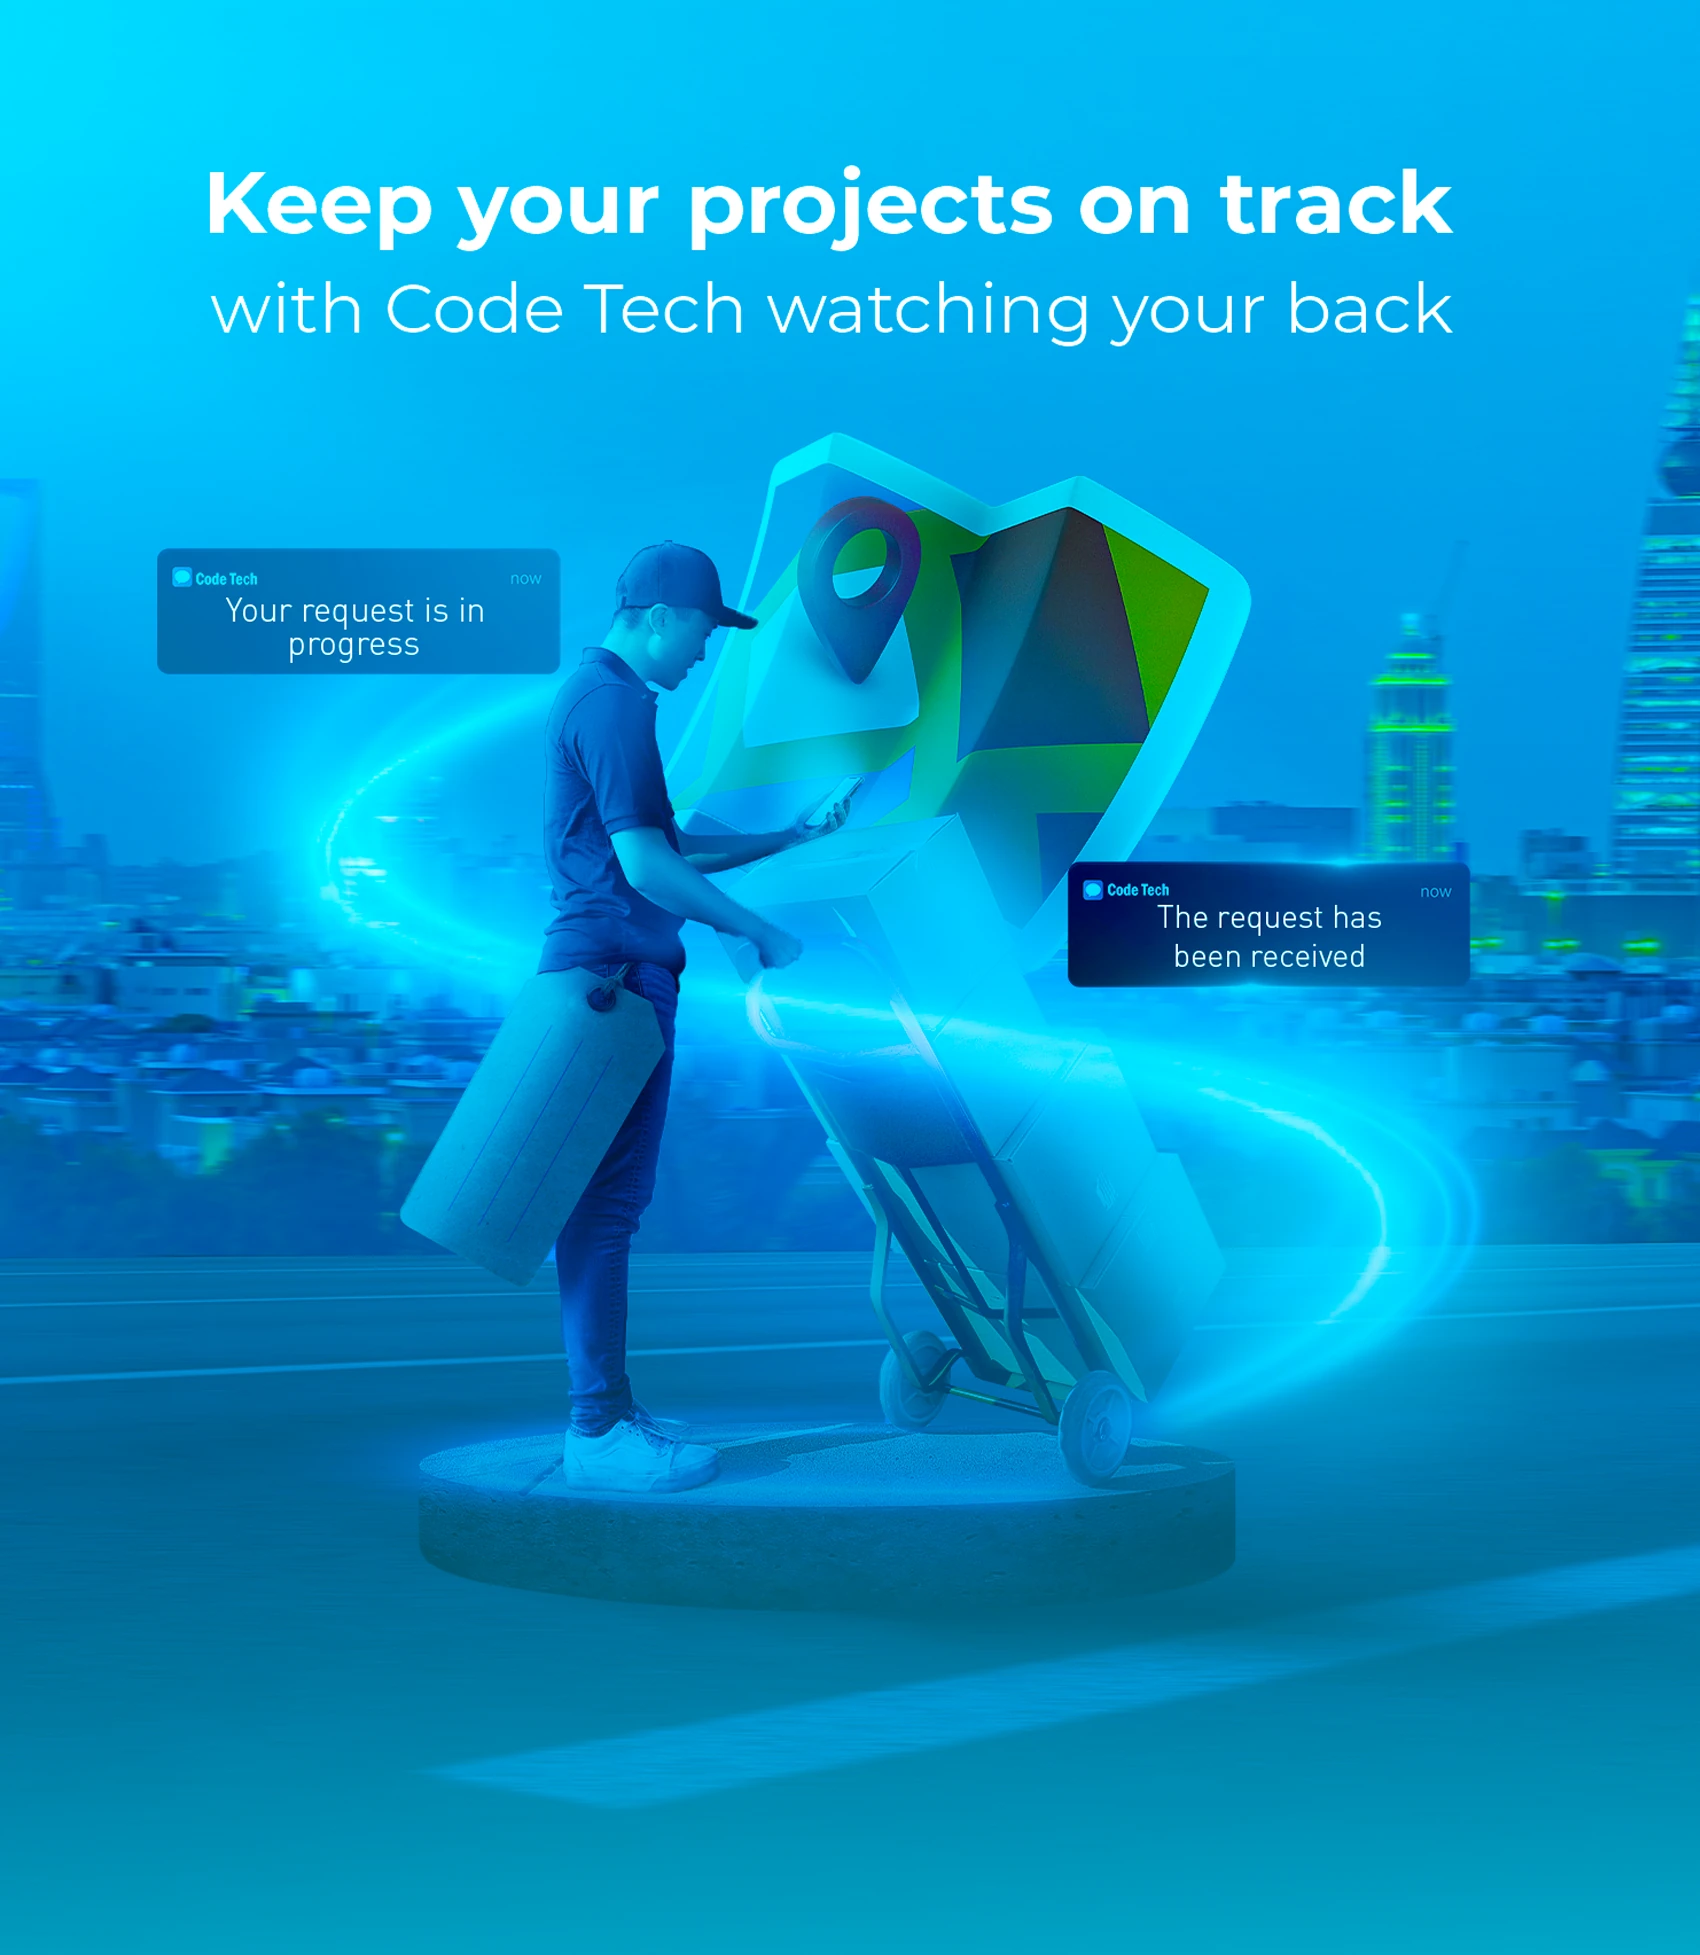 Keep your projects on track
with Code Tech watching your back
Code Tech now
Your request is in
progress
Code Tech now
The request has
been received